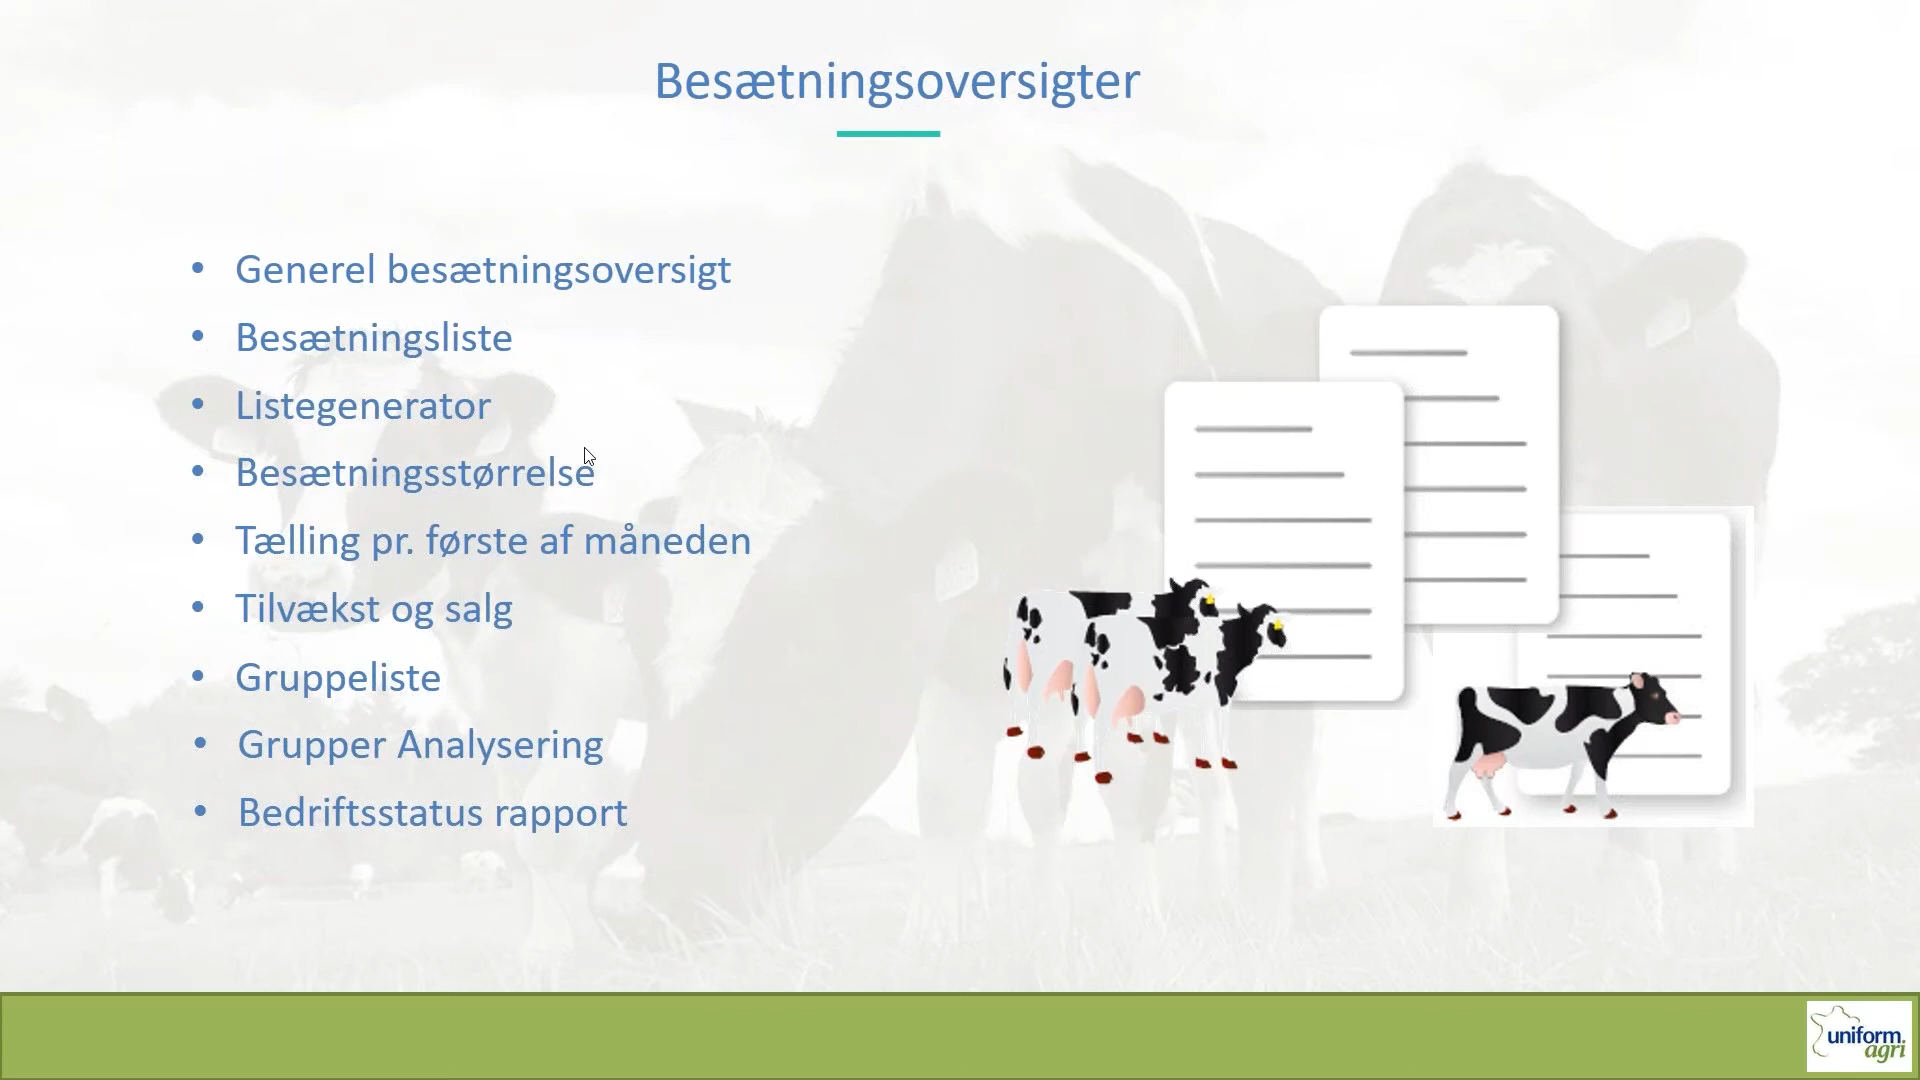 Besætningsoversigter
• Generel besætningsoversigt
• Besætningsliste
• Listegenerator
• Besætningsstørrelse
• Tælling pr. første af måneden
• Tilvækst og salg
• Gruppeliste
• Grupper Analysering
• Bedriftsstatus rapport
uniform
agri